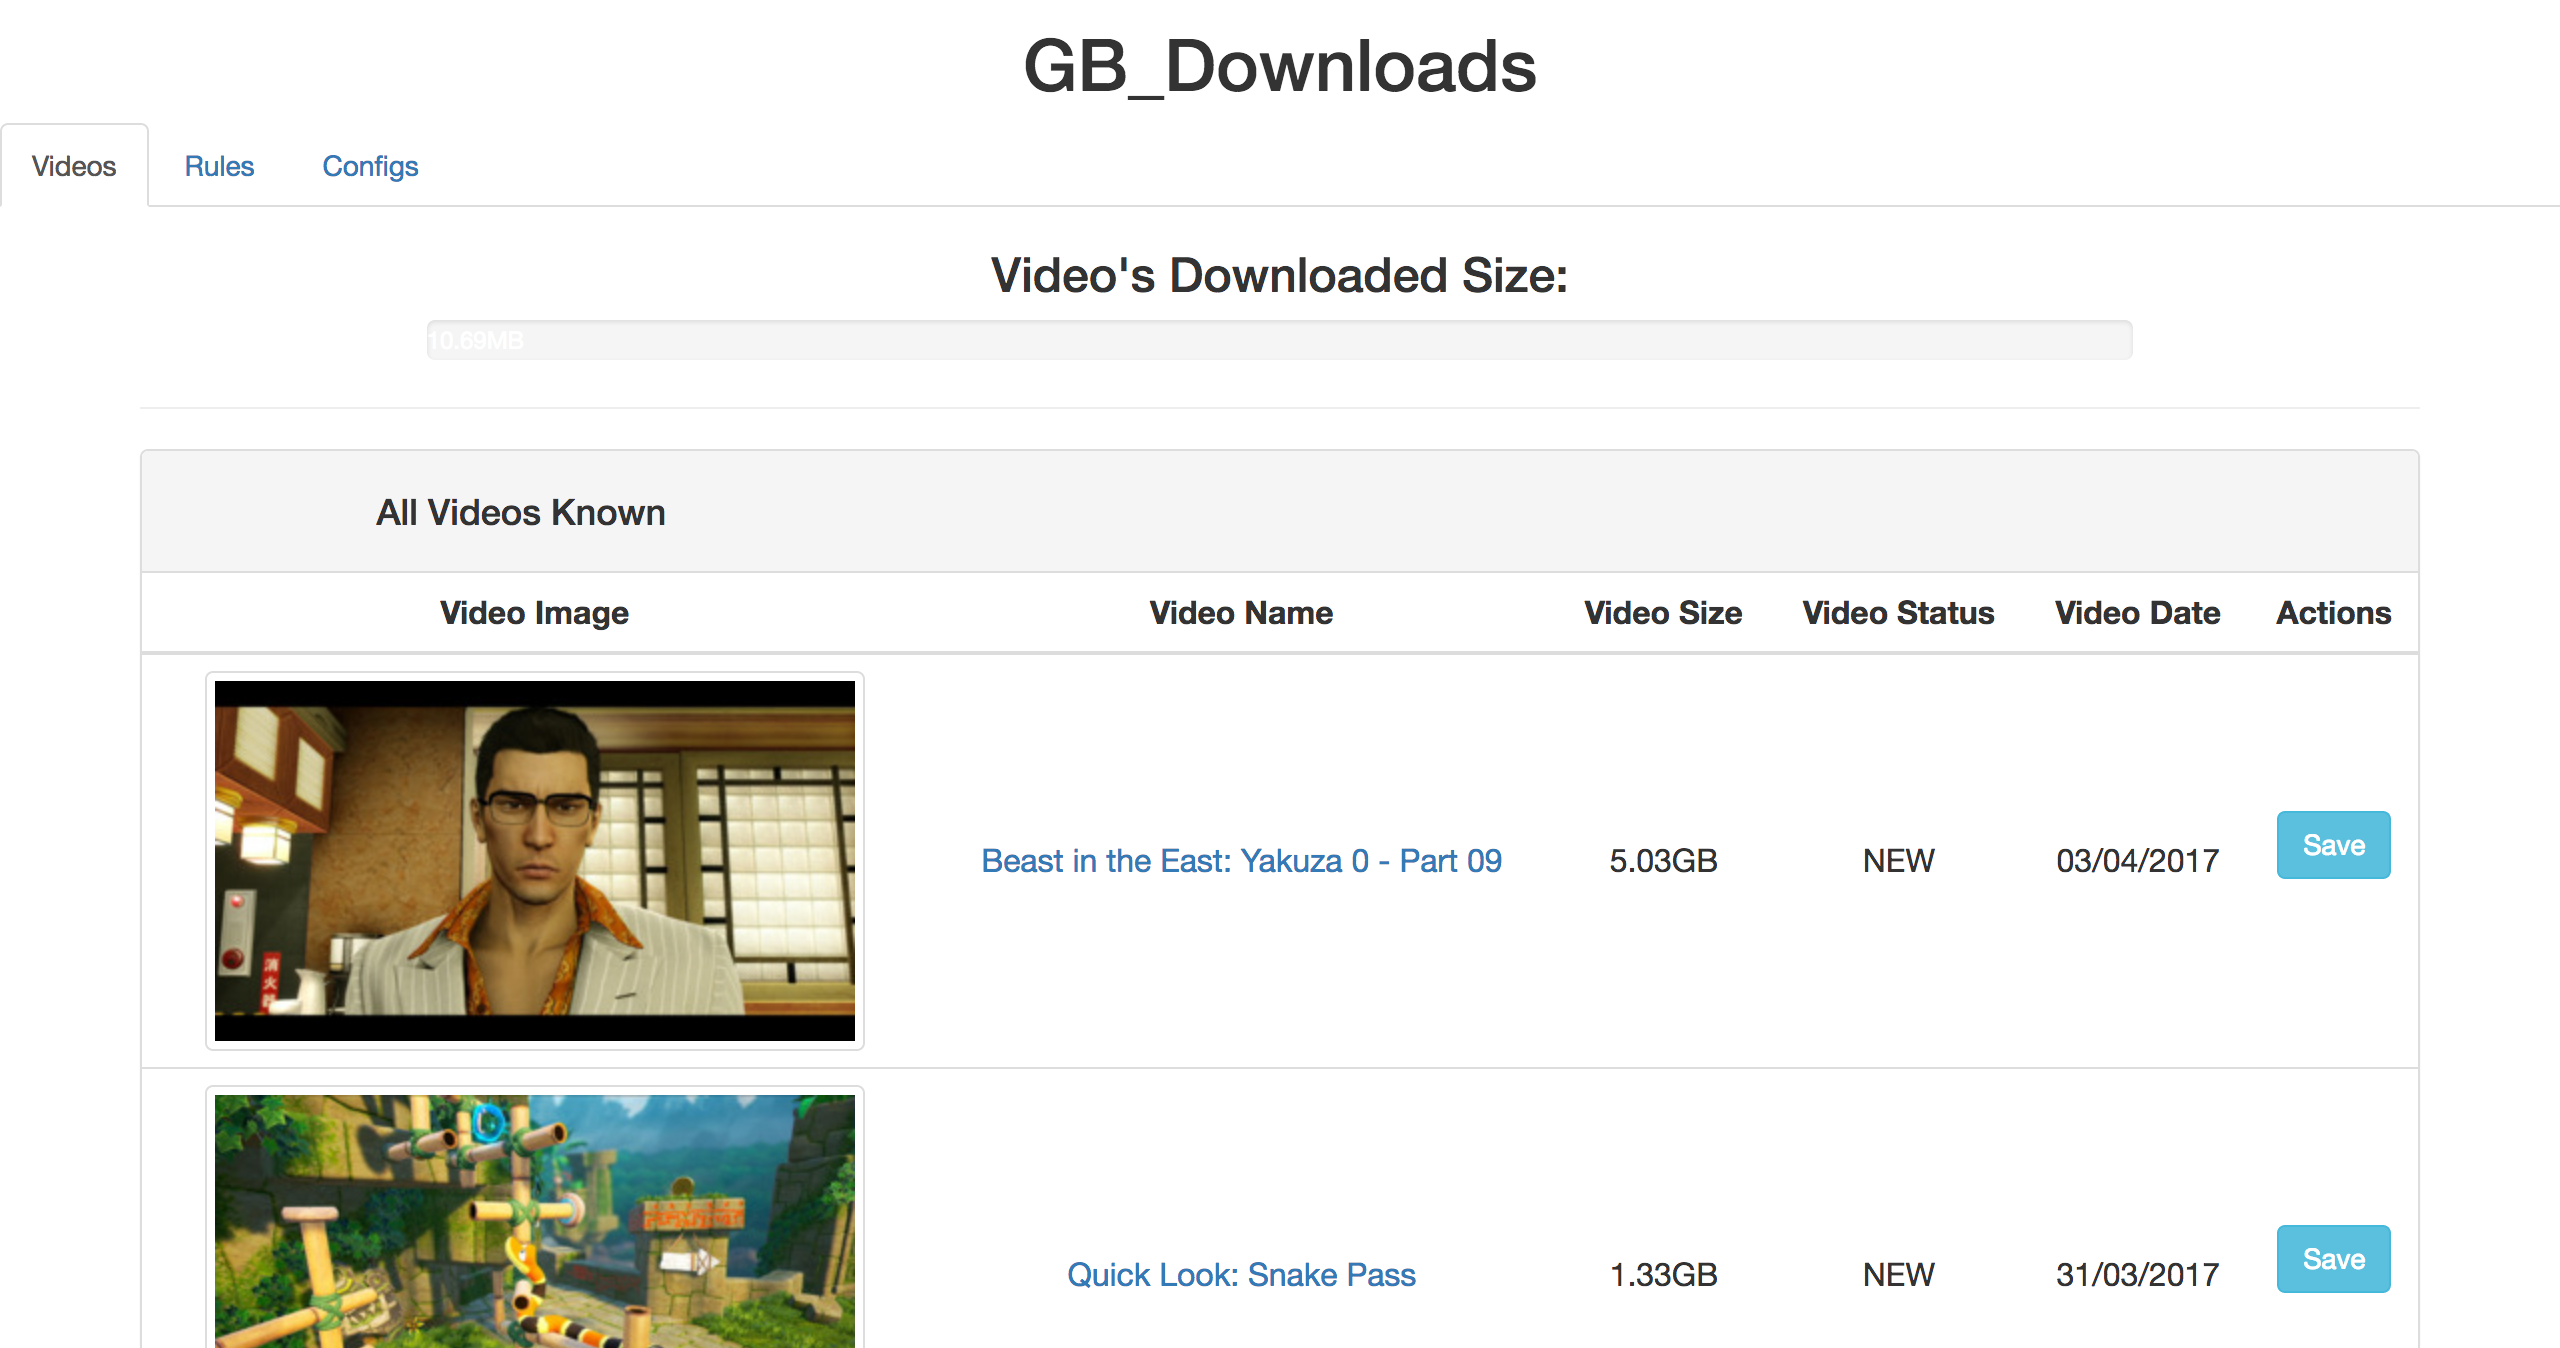 GB_Downloads
Videos Rules Configs
Video's Downloaded Size:
10.69MB
All Videos Known
Video Image Video Name Video Size Video Status Video Date Actions
Beast in the East: Yakuza 0 - Part 09 5.03GB NEW 03/04/2017 Save
消火
Quick Look: Snake Pass 1.33GB NEW 31/03/2017 Save